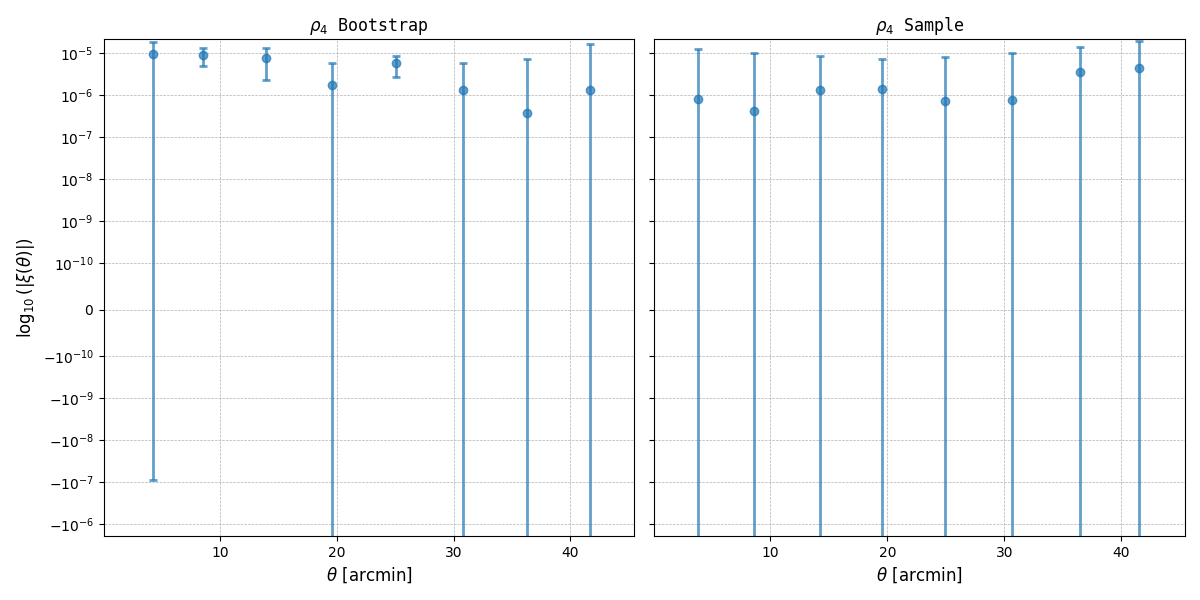 ρ₄ Bootstrap
ρ₄ Sample
log₁₀(|ξ(θ)|)
10⁻⁵
10⁻⁶
10⁻⁷
10⁻⁸
10⁻⁹
10⁻¹⁰
0
−10⁻¹⁰
−10⁻⁹
−10⁻⁸
−10⁻⁷
−10⁻⁶
10 20 30 40
10 20 30 40
θ [arcmin]
θ [arcmin]